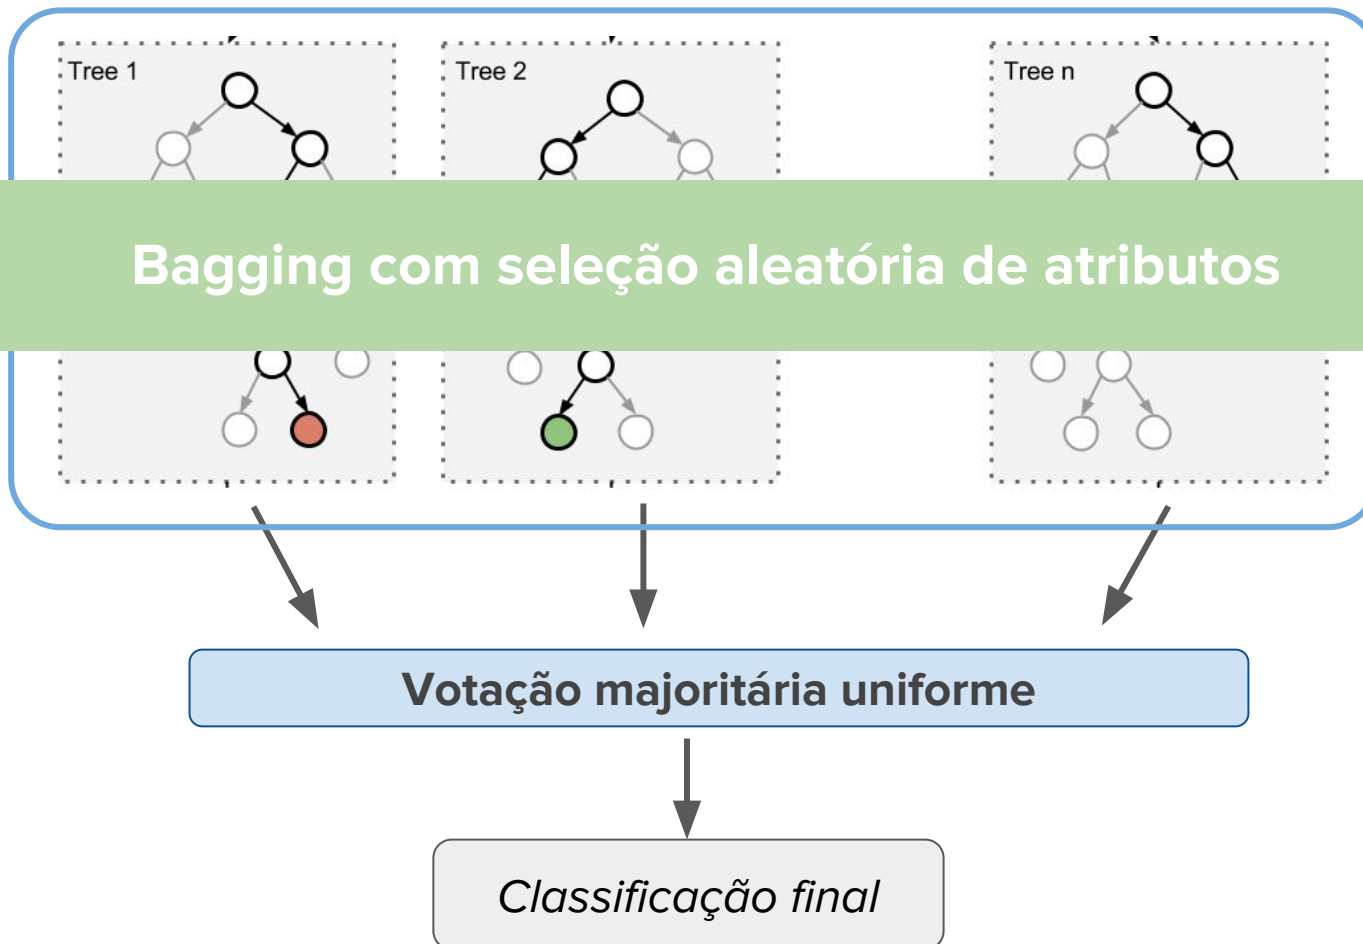 Tree 1
Tree 2
Tree n
Bagging com seleção aleatória de atributos
Votação majoritária uniforme
Classificação final